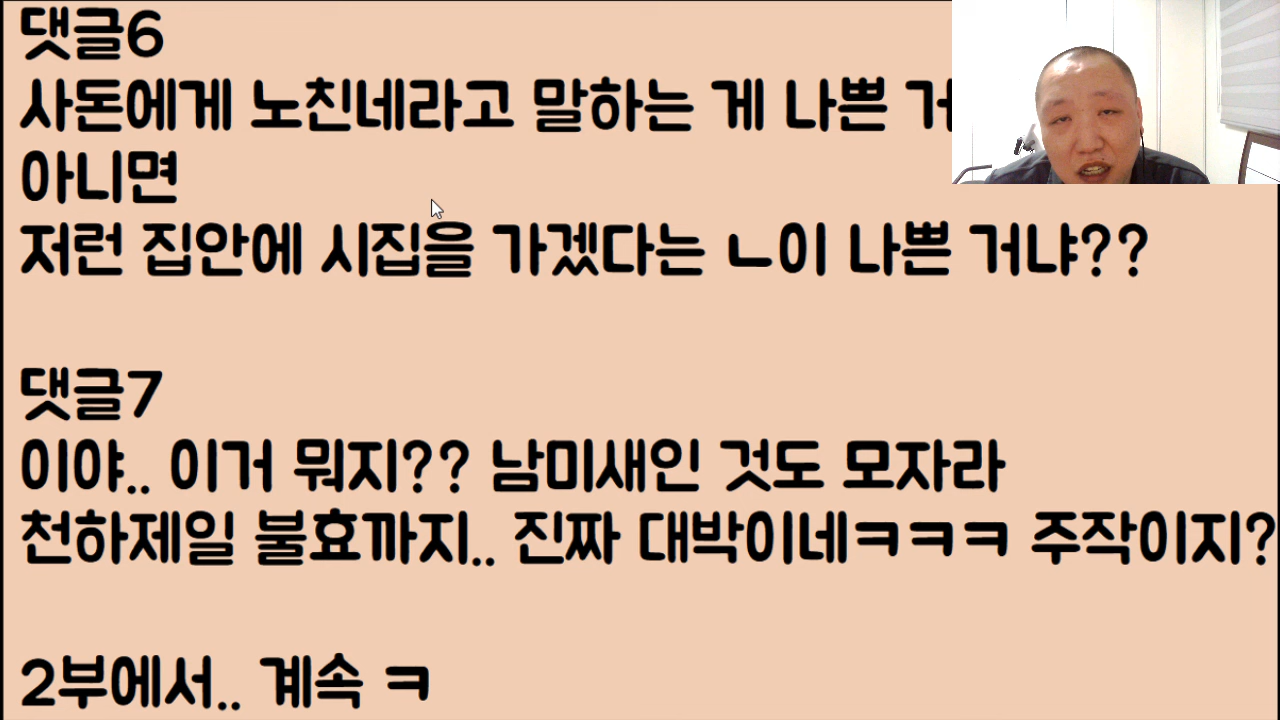 댓글6
사돈에게 노친네라고 말하는 게 나쁜
아니면
저런 집안에 시집을 가겠다는 ㄴ이 나쁜 거냐??
댓글7
이야.. 이거 뭐지?? 남미새인 것도 모자라
천하제일 불효까지.. 진짜 대박이네ㅋㅋㅋ 주작이지?
2부에서.. 계속 ㅋ